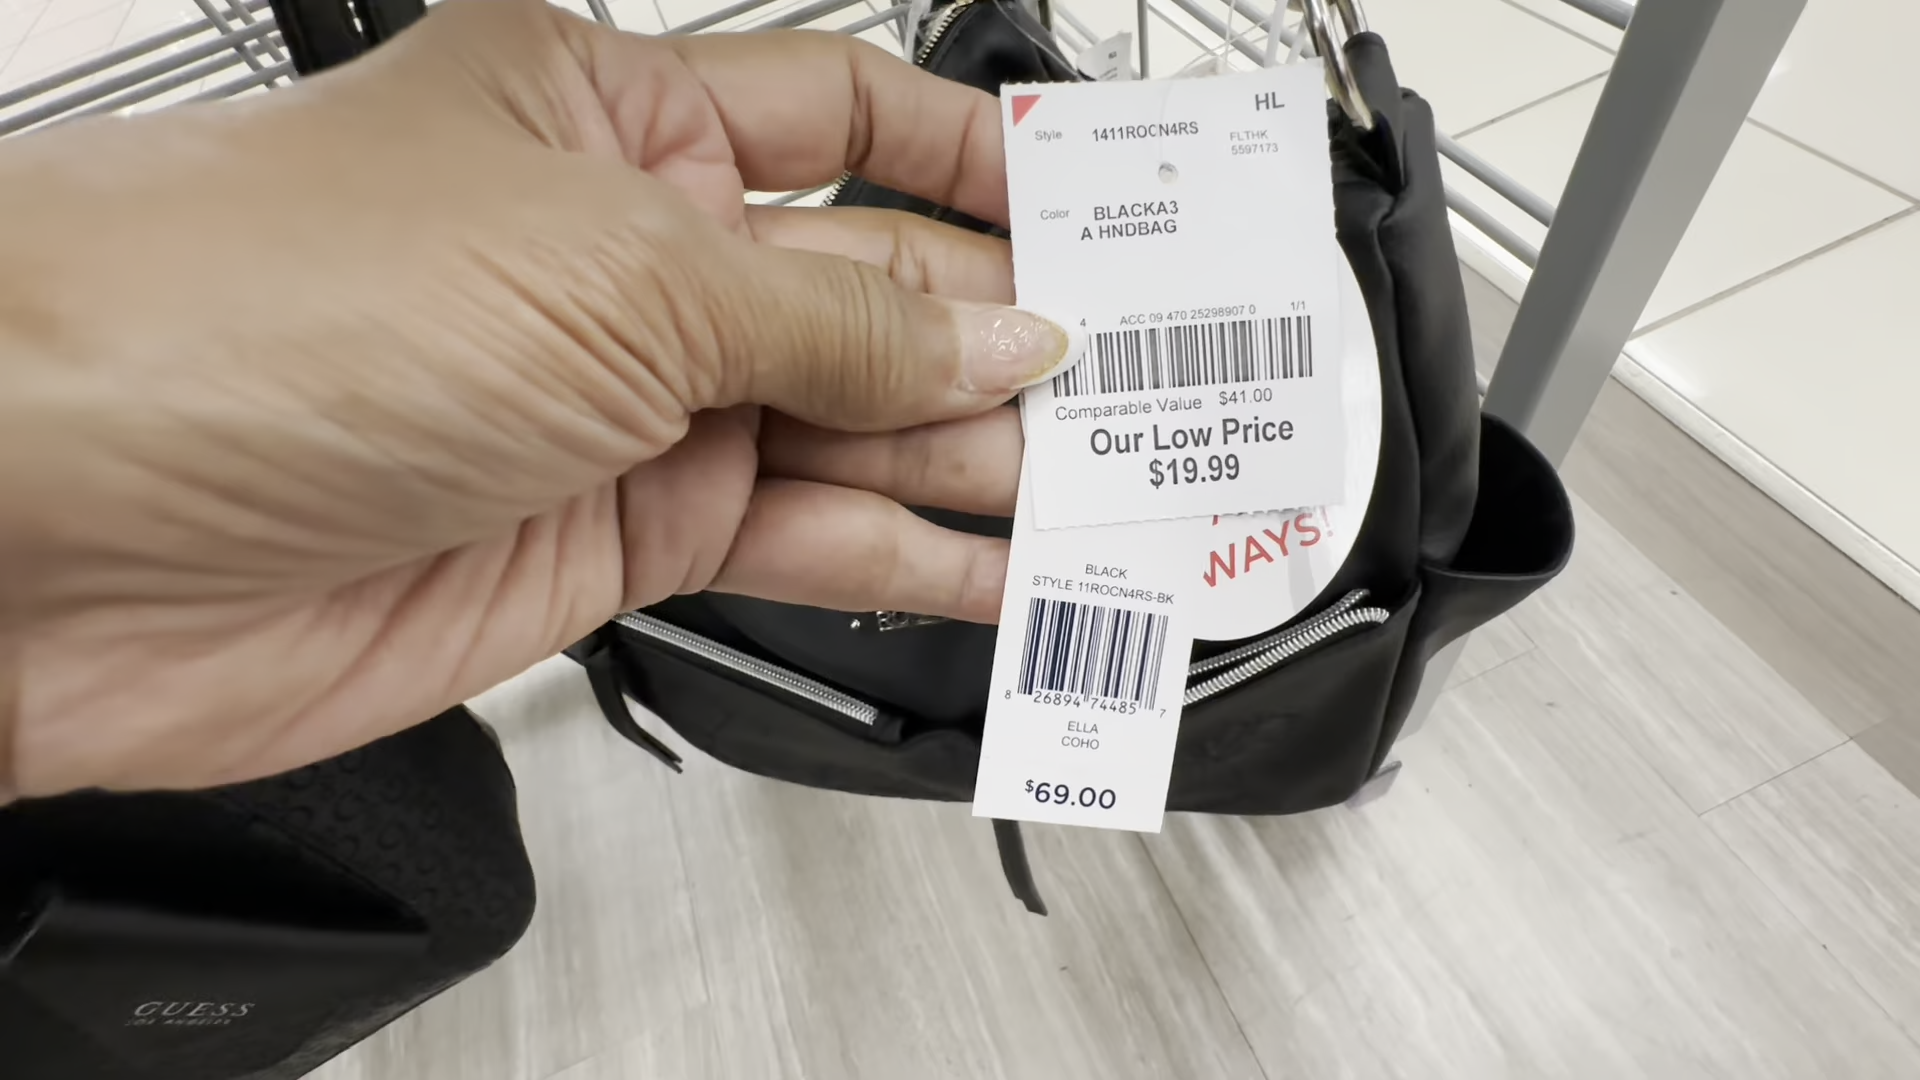 HL
Style 1411ROCN4RS FLTHK
5597173
Color BLACKA3
A HNDBAG
4 ACC 09 470 25298907 0 1/1
Comparable Value $41.00
Our Low Price
$19.99
WAYS!
BLACK
STYLE 11ROCN4RS-BK
8 26894 74485 7
ELLA
COHO
$69.00
GUESS
LOS ANGELES